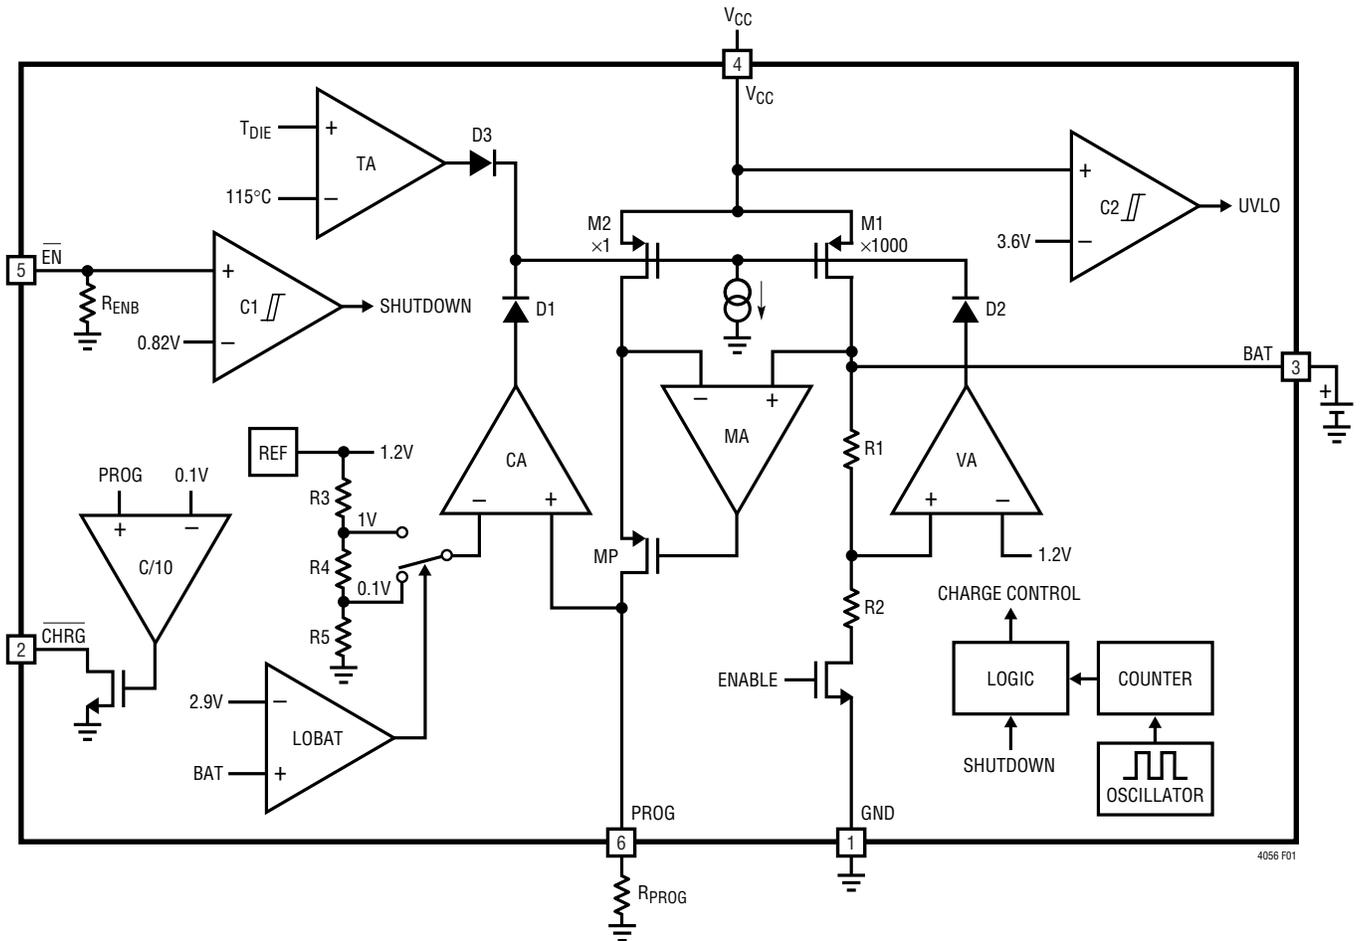 VCC
4
VCC
TDIE
+
TA
D3
115°C
−
M2
×1
M1
×1000
+
C2
UVLO
3.6V
−
5
EN
+
RENB
C1
SHUTDOWN
0.82V
−
D1
D2
BAT
3
+
−
+
MA
REF
1.2V
CA
R1
VA
PROG
0.1V
R3
−
+
+
−
+
−
1V
C/10
R4
MP
1.2V
0.1V
R2
CHARGE CONTROL
2
CHRG
R5
2.9V
−
LOBAT
ENABLE
LOGIC
COUNTER
BAT
+
SHUTDOWN
OSCILLATOR
PROG
GND
6
1
4056 F01
RPROG